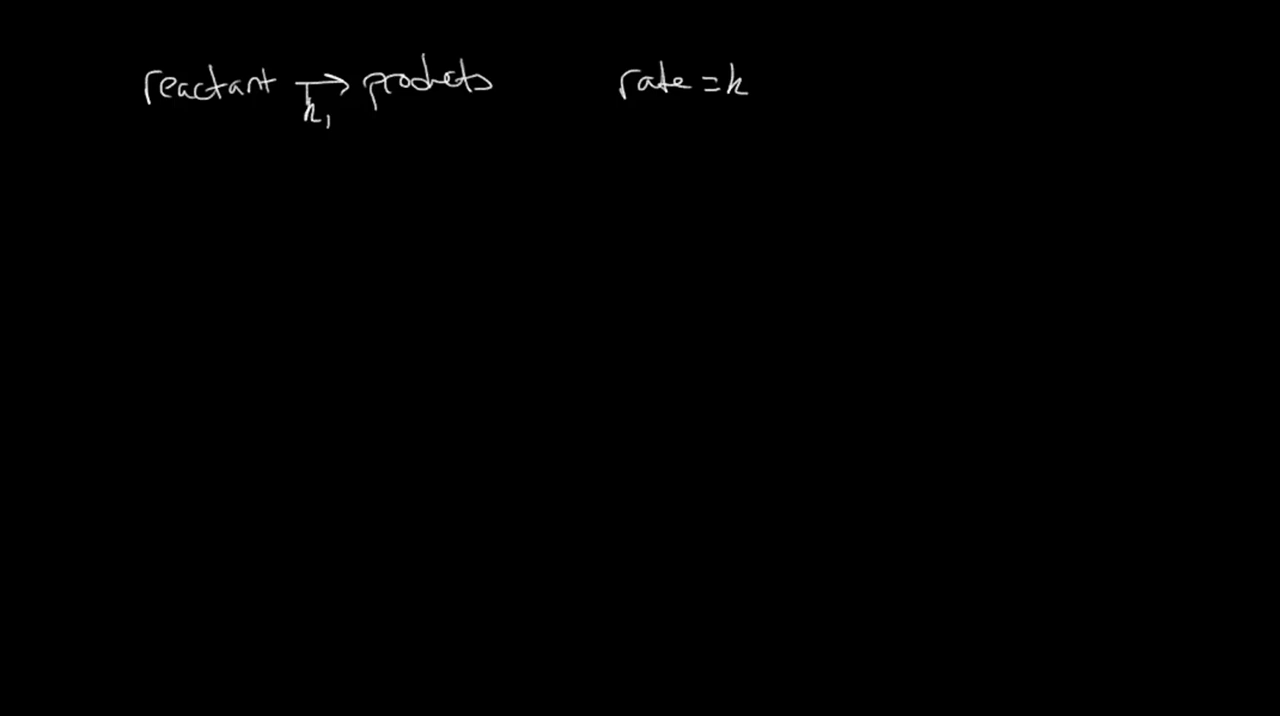 reactant → products rate = k
k₁